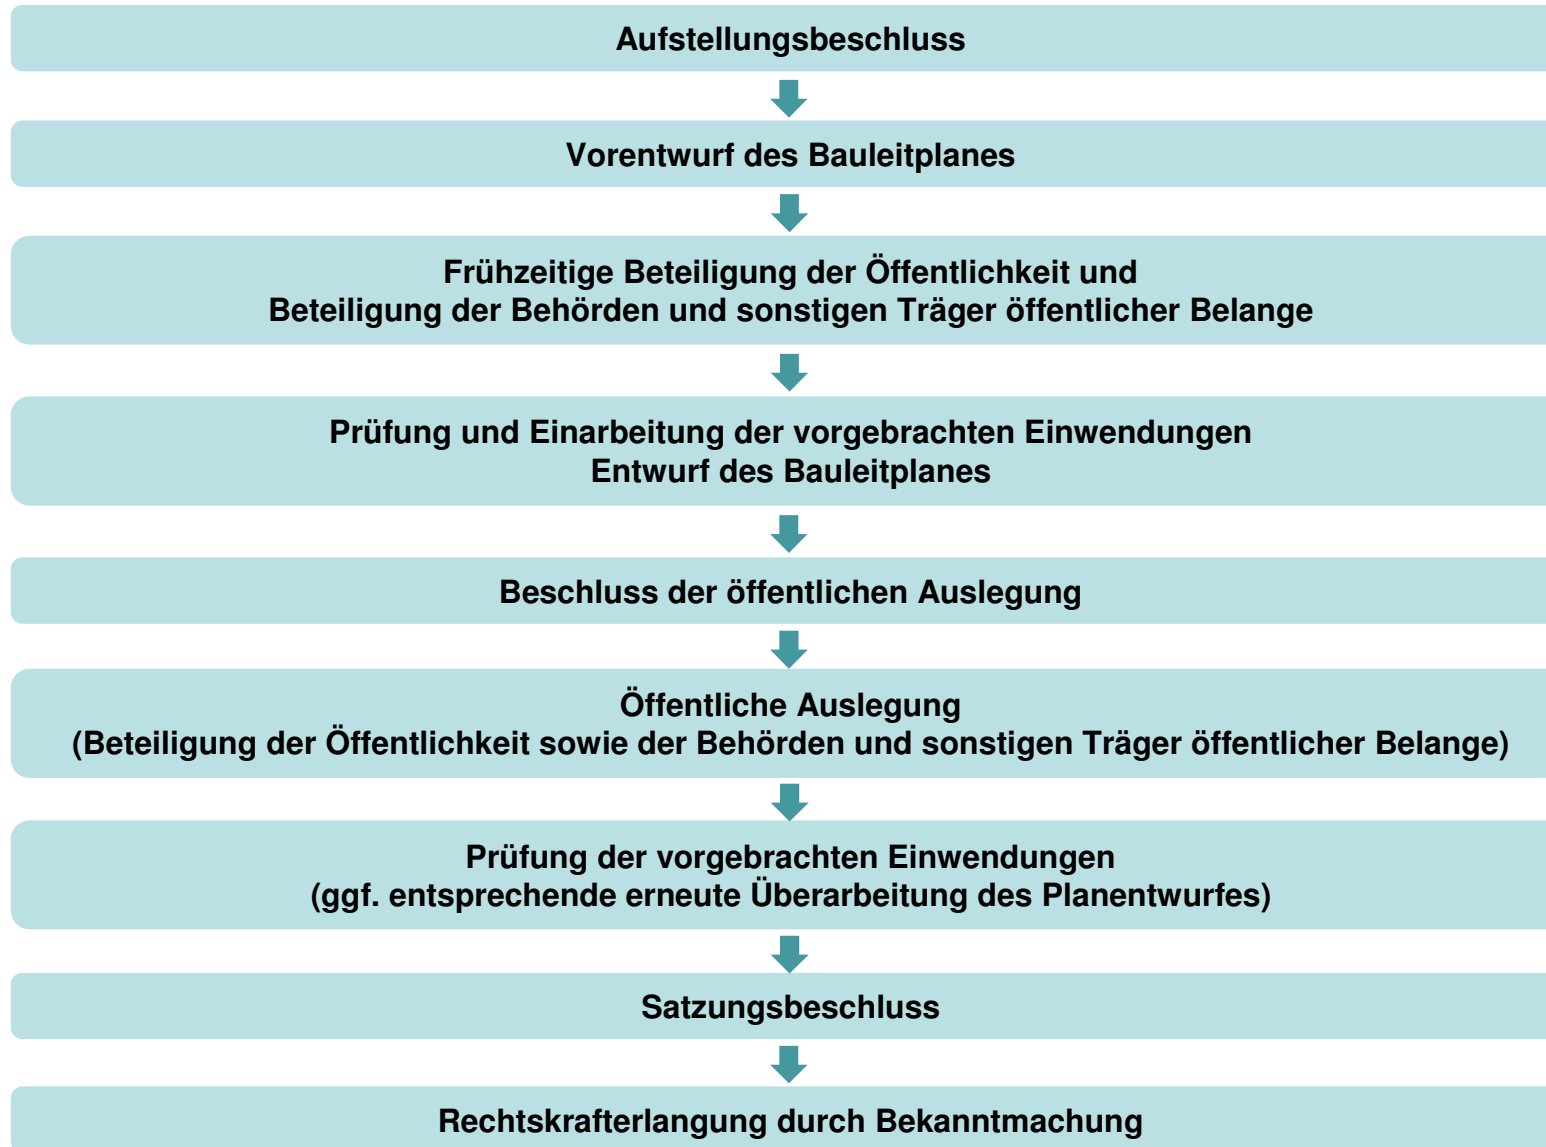 Aufstellungsbeschluss
Vorentwurf des Bauleitplanes
Frühzeitige Beteiligung der Öffentlichkeit und
Beteiligung der Behörden und sonstigen Träger öffentlicher Belange
Prüfung und Einarbeitung der vorgebrachten Einwendungen
Entwurf des Bauleitplanes
Beschluss der öffentlichen Auslegung
Öffentliche Auslegung
(Beteiligung der Öffentlichkeit sowie der Behörden und sonstigen Träger öffentlicher Belange)
Prüfung der vorgebrachten Einwendungen
(ggf. entsprechende erneute Überarbeitung des Planentwurfes)
Satzungsbeschluss
Rechtskrafterlangung durch Bekanntmachung